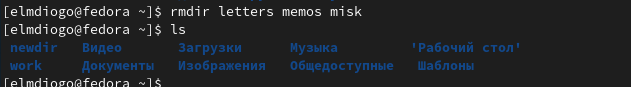 [elmdiogo@fedora ~]$ rmdir letters memos misk
[elmdiogo@fedora ~]$ ls
newdir Видео Загрузки Музыка 'Рабочий стол'
work Документы Изображения Общедоступные Шаблоны
[elmdiogo@fedora ~]$